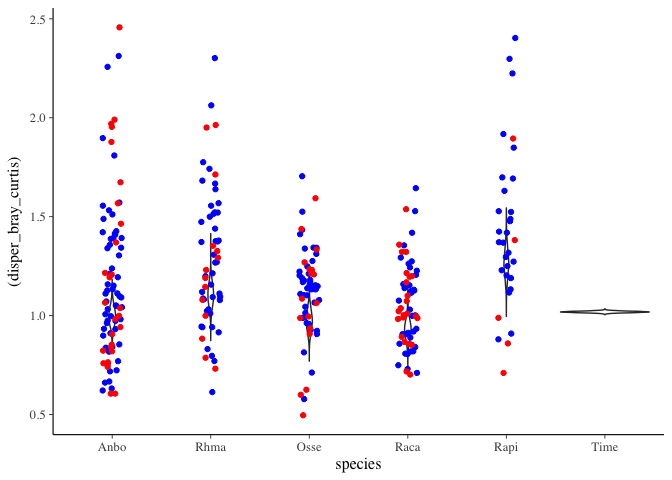 2.5
2.0
1.5
1.0
0.5
(disper_bray_curtis)
Anbo Rhma Osse Raca Rapi Time
species